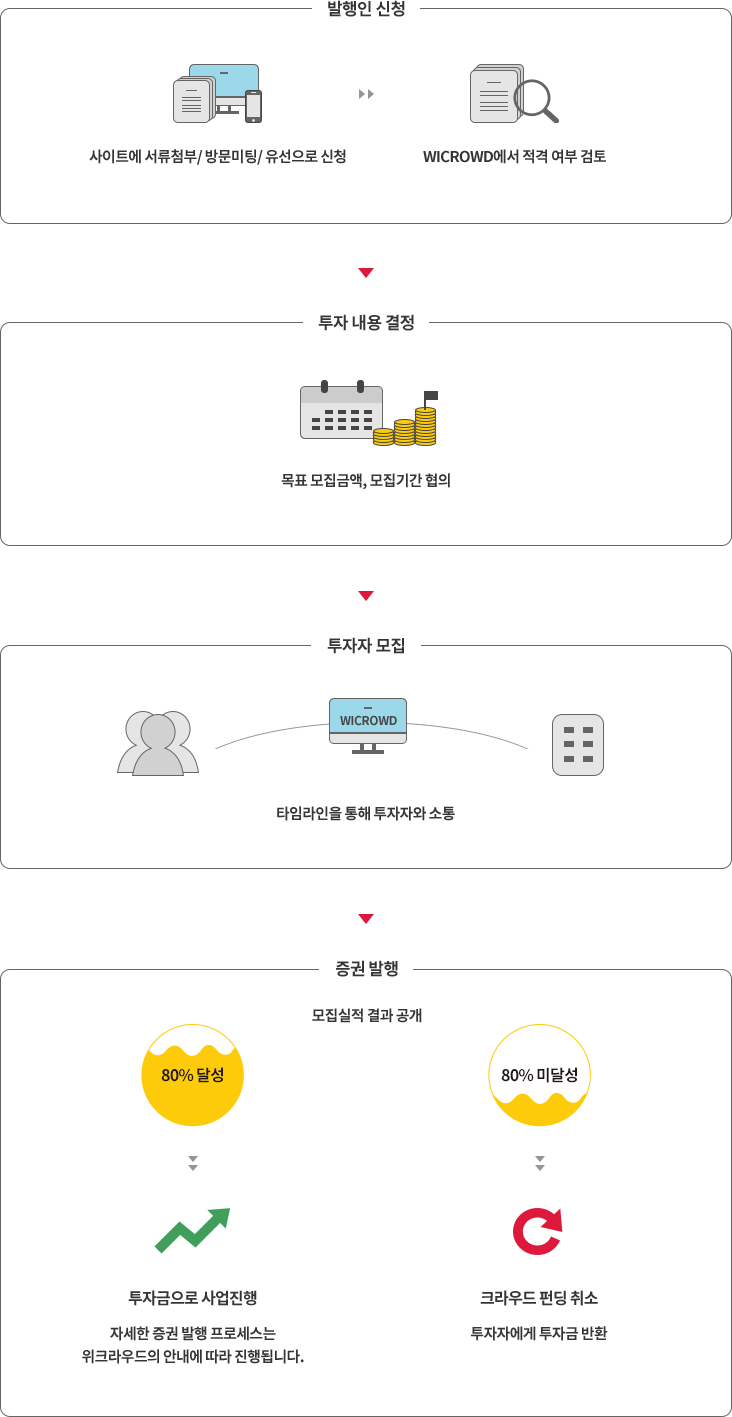 발행인 신청
사이트에 서류첨부/ 방문미팅/ 유선으로 신청
WICROWD에서 적격 여부 검토
투자 내용 결정
목표 모집금액, 모집기간 협의
투자자 모집
WICROWD
타임라인을 통해 투자자와 소통
증권 발행
모집실적 결과 공개
80% 달성
80% 미달성
투자금으로 사업진행
자세한 증권 발행 프로세스는
위크라우드의 안내에 따라 진행됩니다.
크라우드 펀딩 취소
투자자에게 투자금 반환